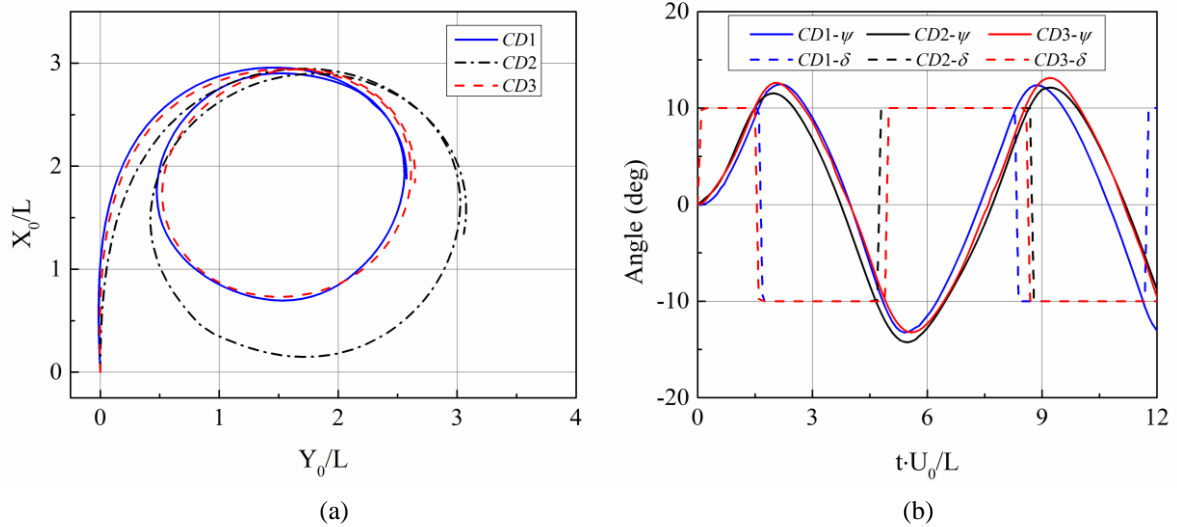 CD1
CD2
CD3
3
2
1
0
X₀/L
0 1 2 3 4
Y₀/L
(a)
CD1-ψ CD2-ψ CD3-ψ
CD1-δ CD2-δ CD3-δ
20
10
0
-10
-20
Angle (deg)
0 3 6 9 12
t·U₀/L
(b)